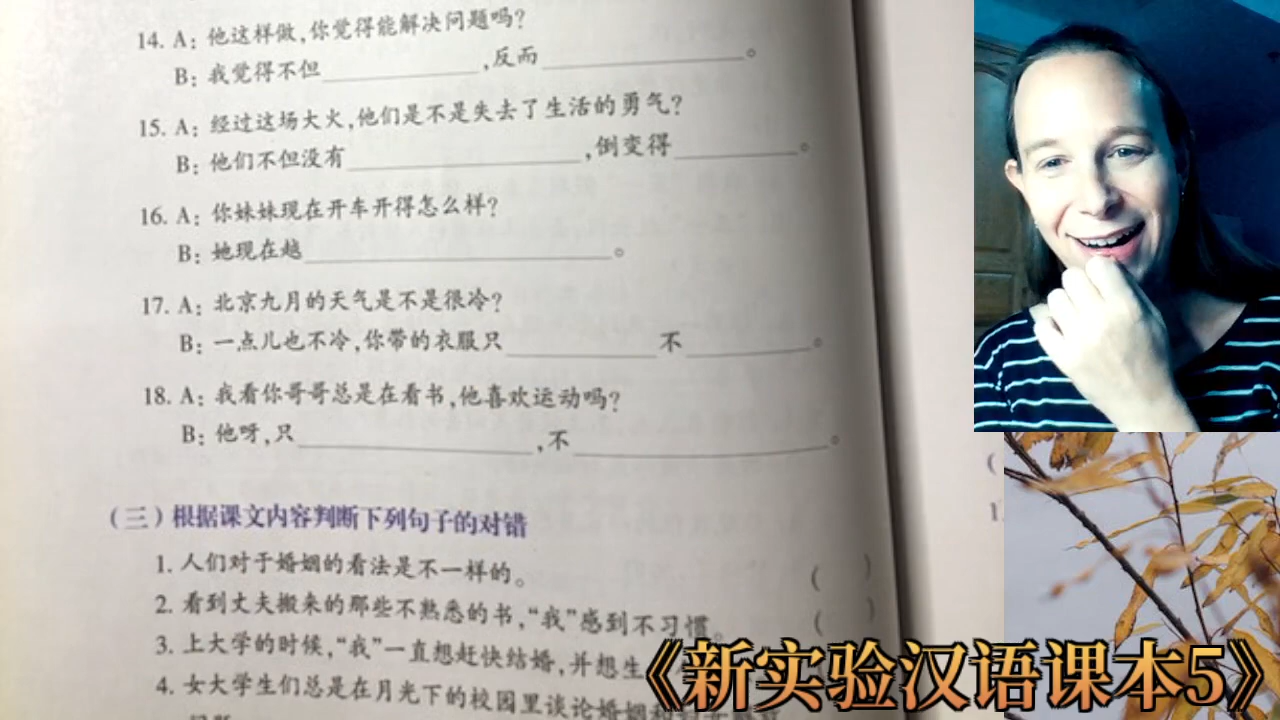 14. A: 他这样做,你觉得能解决问题吗?
B: 我觉得不但________,反而________。
15. A: 经过这场大火,他们是不是失去了生活的勇气?
B: 他们不但没有________,倒变得________。
16. A: 你妹妹现在开车开得怎么样?
B: 她现在越________。
17. A: 北京九月的天气是不是很冷?
B: 一点儿也不冷,你带的衣服只________不________。
18. A: 我看你哥哥总是在看书,他喜欢运动吗?
B: 他呀,只________,不________。
(三)根据课文内容判断下列句子的对错
1. 人们对于婚姻的看法是不一样的。 ( )
2. 看到丈夫搬来的那些不熟悉的书,“我”感到不习惯。 ( )
3. 上大学的时候,“我”一直想赶快结婚,并想生
4. 女大学生们总是在月光下的校园里谈论婚姻和
《新实验汉语课本5》